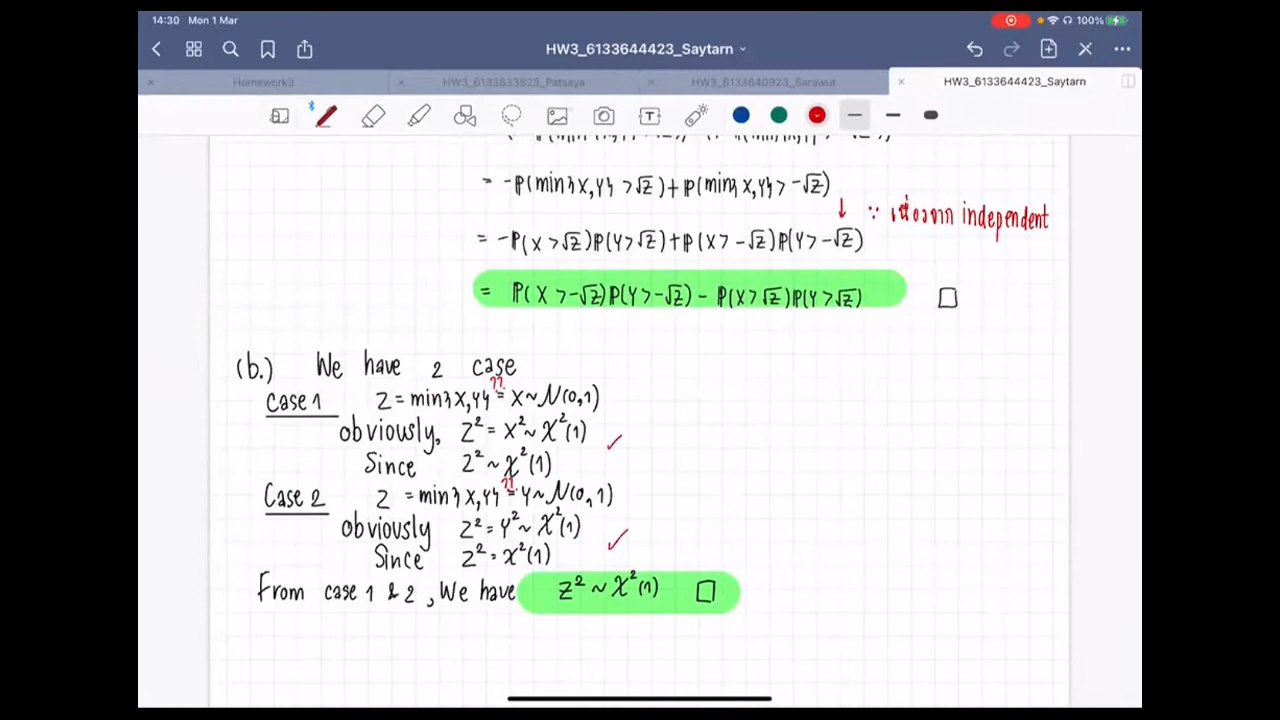 14:30 Mon 1 Mar 100%
HW3_6133644423_Saytarn
Homework3 HW3_6133633523_Patsaya HW3_6133640923_Sarawut HW3_6133644423_Saytarn
= -ℙ(min{X,Y} > √z) + ℙ(min{X,Y} > -√z)
↓ ∵ เนื่องจาก independent
= -ℙ(X > √z)ℙ(Y > √z) + ℙ(X > -√z)ℙ(Y > -√z)
= ℙ(X > -√z)ℙ(Y > -√z) - ℙ(X > √z)ℙ(Y > √z) □
(b.) We have 2 case
??
Case 1 Z = min{X,Y} = X ~ N(0,1)
obviously, Z² = X² ~ χ²(1) ✓
Since Z² ~ χ²(1)
??
Case 2 Z = min{X,Y} = Y ~ N(0,1)
obviously Z² = Y² ~ χ²(1)
Since Z² = χ²(1) ✓
From case 1 & 2, We have Z² ~ χ²(1) □